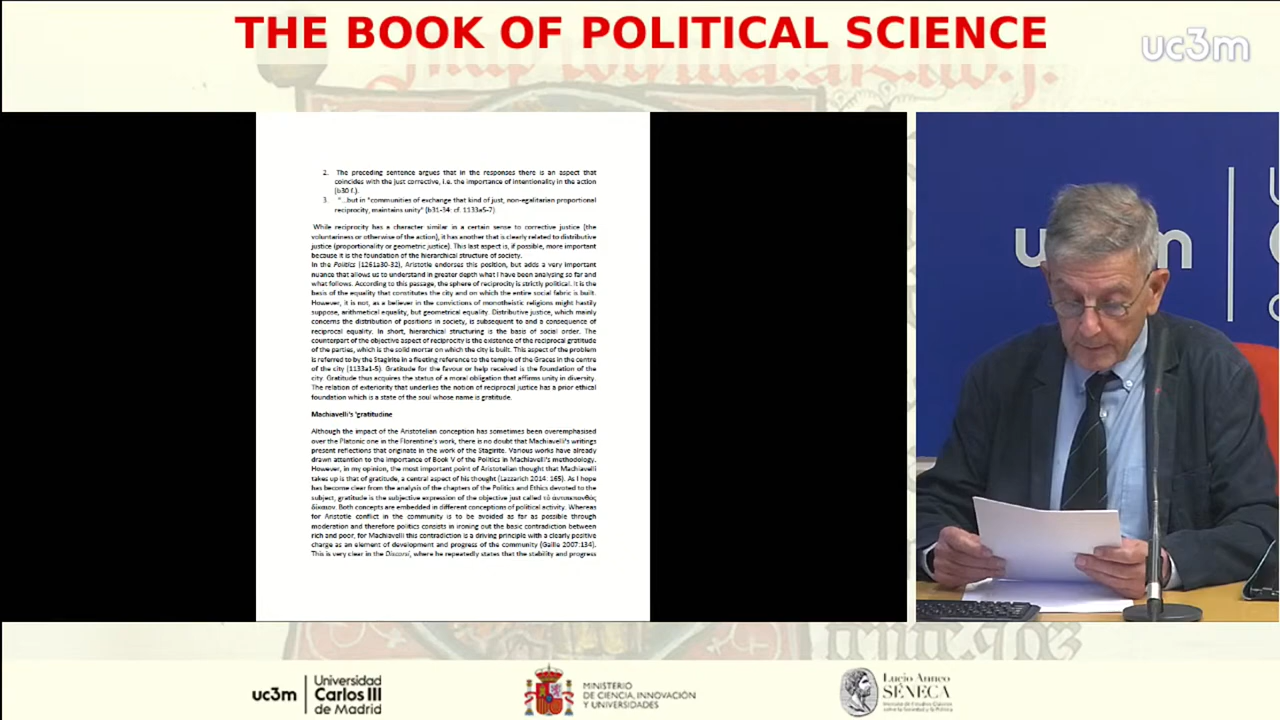 THE BOOK OF POLITICAL SCIENCE
uc3m
2. The preceding sentence argues that in the responses there is an aspect that
coincides with the just corrective, i.e. the importance of intentionality in the action
(b30 f.).
3. "...but in "communities of exchange that kind of just, non-egalitarian proportional
reciprocity, maintains unity" (b31-34: cf. 1133a5-7).
While reciprocity has a character similar in a certain sense to corrective justice (the
voluntariness or otherwise of the action), it has another that is clearly related to distributive
justice (proportionality or geometric justice). This last aspect is, if possible, more important
because it is the foundation of the hierarchical structure of society.
In the Politics (1261a30-32), Aristotle endorses this position, but adds a very important
nuance that allows us to understand in greater depth what I have been analysing so far and
what follows. According to this passage, the sphere of reciprocity is strictly political. It is the
basis of the equality that constitutes the city and on which the entire social fabric is built.
However, it is not, as a believer in the convictions of monotheistic religions might hastily
suppose, arithmetical equality, but geometrical equality. Distributive justice, which mainly
concerns the distribution of positions in society, is subsequent to and a consequence of
reciprocal equality. In short, hierarchical structuring is the basis of social order. The
counterpart of the objective aspect of reciprocity is the existence of the reciprocal gratitude
of the parties, which is the solid mortar on which the city is built. This aspect of the problem
is referred to by the Stagirite in a fleeting reference to the temple of the Graces in the centre
of the city (1133a1-5). Gratitude for the favour or help received is the foundation of the
city. Gratitude thus acquires the status of a moral obligation that affirms unity in diversity.
The relation of exteriority that underlies the notion of reciprocal justice has a prior ethical
foundation which is a state of the soul whose name is gratitude.
Machiavelli's 'gratitudine
Although the impact of the Aristotelian conception has sometimes been overemphasised
over the Platonic one in the Florentine's work, there is no doubt that Machiavelli's writings
present reflections that originate in the work of the Stagirite. Various works have already
drawn attention to the importance of Book V of the Politics in Machiavelli's methodology.
However, in my opinion, the most important point of Aristotelian thought that Machiavelli
takes up is that of gratitude, a central aspect of his thought (Lazzarich 2014: 165). As I hope
has become clear from the analysis of the chapters of the Politics and Ethics devoted to the
subject, gratitude is the subjective expression of the objective just called τὸ ἀντιπεπονθὸς
δίκαιον. Both concepts are embedded in different conceptions of political activity. Whereas
for Aristotle conflict in the community is to be avoided as far as possible through
moderation and therefore politics consists in ironing out the basic contradiction between
rich and poor, for Machiavelli this contradiction is a driving principle with a clearly positive
charge as an element of development and progress of the community (Gaille 2007:134).
This is very clear in the Discorsi, where he repeatedly states that the stability and progress
uc3m
uc3m
Universidad
Carlos III
de Madrid
MINISTERIO
DE CIENCIA, INNOVACIÓN
Y UNIVERSIDADES
Lucio Anneo
SÉNECA